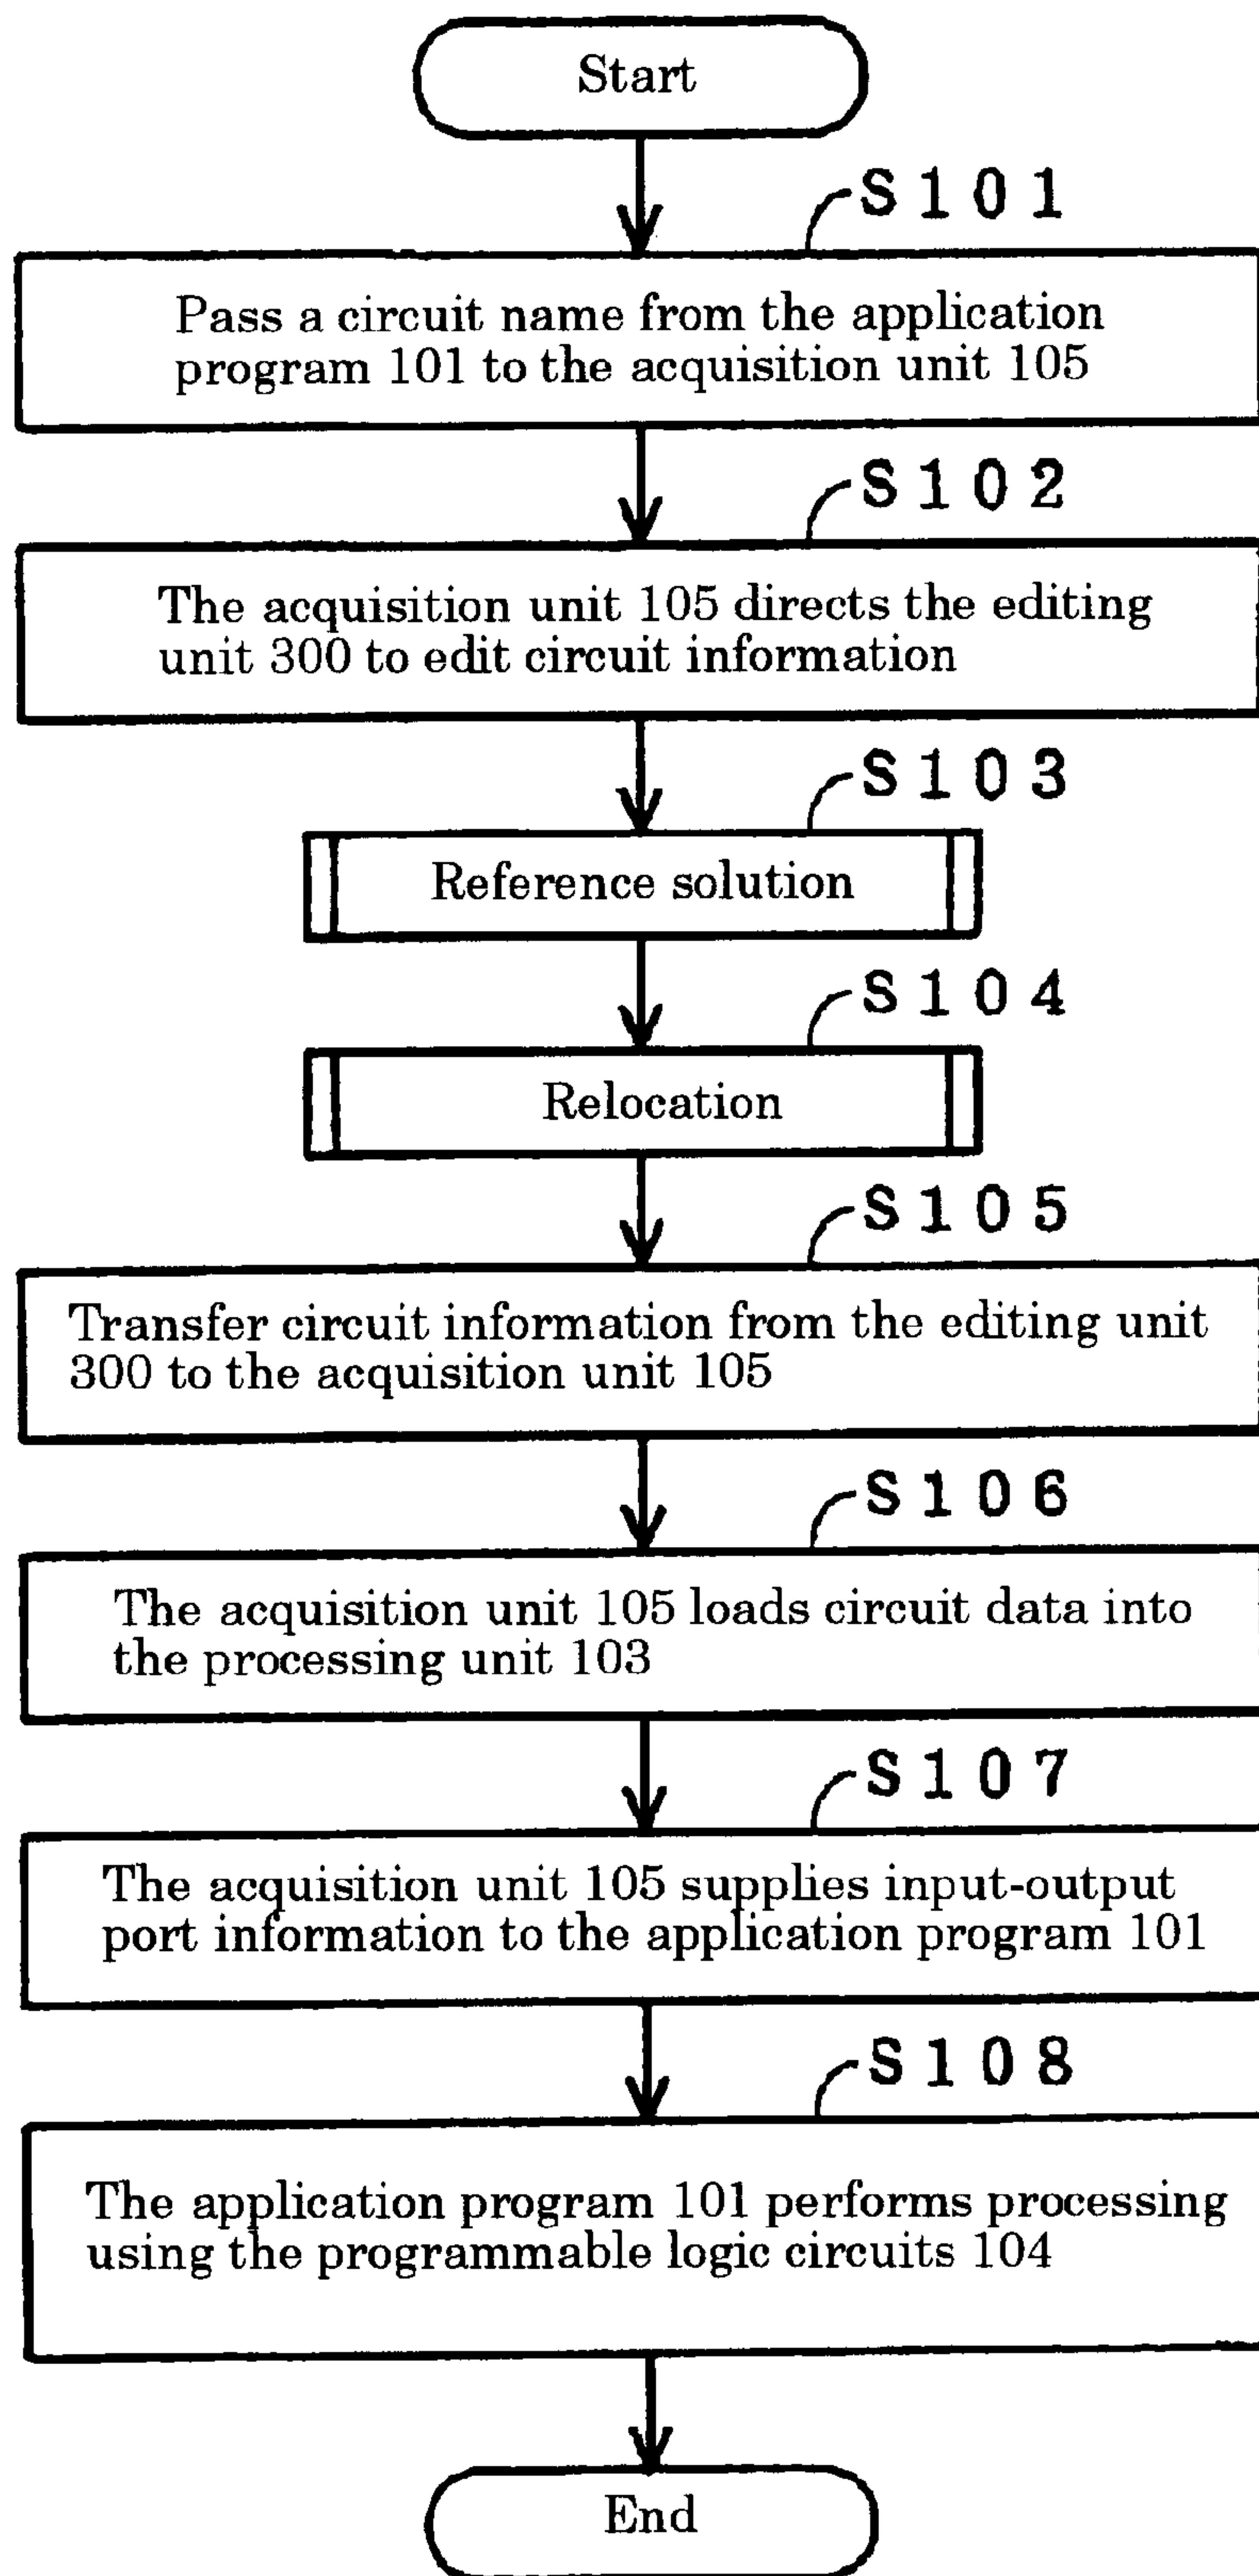 Start
S101
Pass a circuit name from the application
program 101 to the acquisition unit 105
S102
The acquisition unit 105 directs the editing
unit 300 to edit circuit information
S103
Reference solution
S104
Relocation
S105
Transfer circuit information from the editing unit
300 to the acquisition unit 105
S106
The acquisition unit 105 loads circuit data into
the processing unit 103
S107
The acquisition unit 105 supplies input-output
port information to the application program 101
S108
The application program 101 performs processing
using the programmable logic circuits 104
End